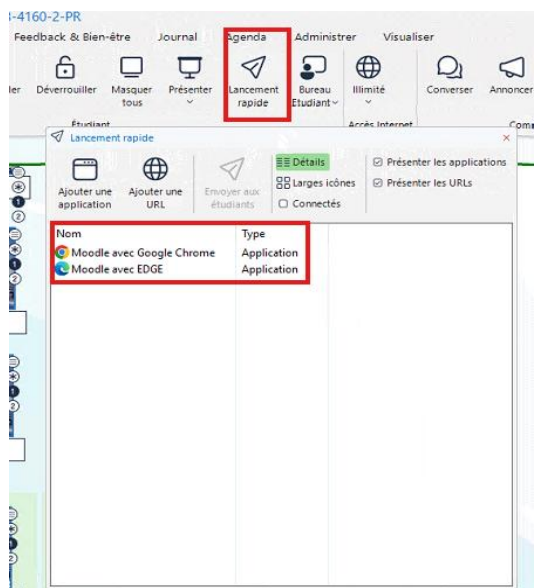 -4160-2-PR
Feedback & Bien-être Journal Agenda Administrer Visualiser
Déverrouiller Masquer tous Présenter Lancement rapide Bureau Etudiant Illimité Converser Annoncer
Étudiant Accès Internet
Lancement rapide
Ajouter une application
Ajouter une URL
Envoyer aux étudiants
Détails
Larges icônes
Connectés
Présenter les applications
Présenter les URLs
Nom Type
Moodle avec Google Chrome Application
Moodle avec EDGE Application